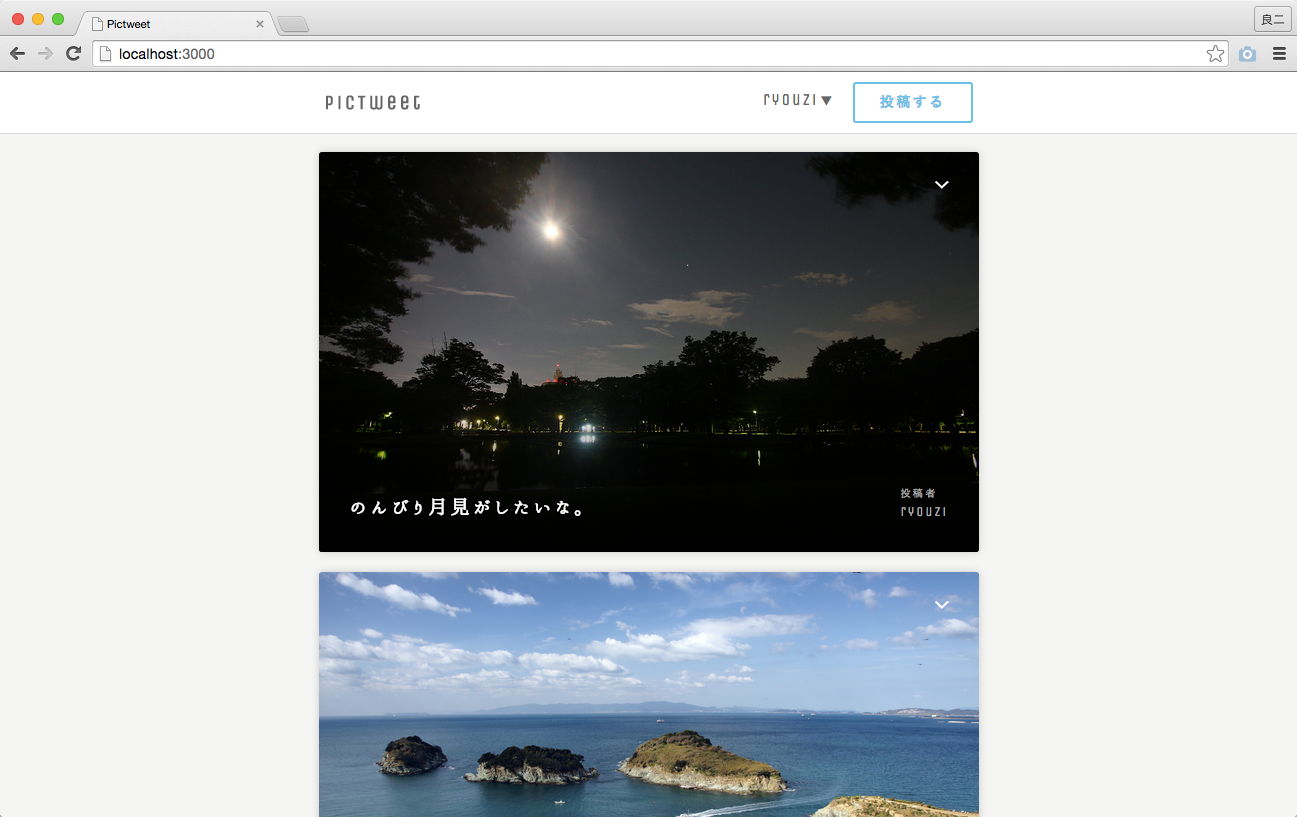 Pictweet
良二
localhost:3000
PICTWEET
RYOUZI▼
投稿する
のんびり月見がしたいな。
投稿者
RYOUZI